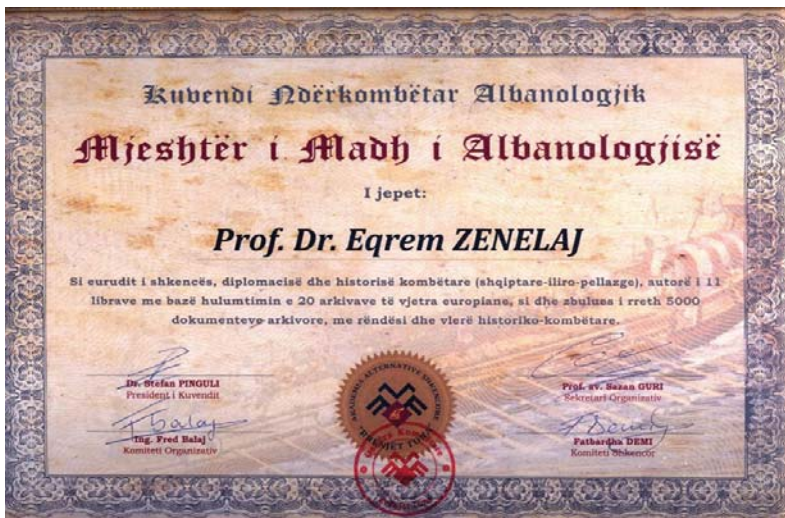 Kuvendi Ndërkombëtar Albanologjik
Mjeshtër i Madh i Albanologjisë
I jepet:
Prof. Dr. Eqrem ZENELAJ
Si eurudit i shkencës, diplomacisë dhe historisë kombëtare (shqiptare-iliro-pellazge), autorë i 11
librave me bazë hulumtimin e 20 arkivave të vjetra europiane, si dhe zbulues i rreth 5000
dokumenteve arkivore, me rëndësi dhe vlerë historiko-kombëtare.
Dr. Stefan PINGULI
President i Kuvendit
Prof. av. Sazan GURI
Sekretari Organizativ
Ing. Fred Balaj
Komiteti Organizativ
Fatbardha DEMI
Komiteti Shkencor
ALTERNATIVE SHKENCORE